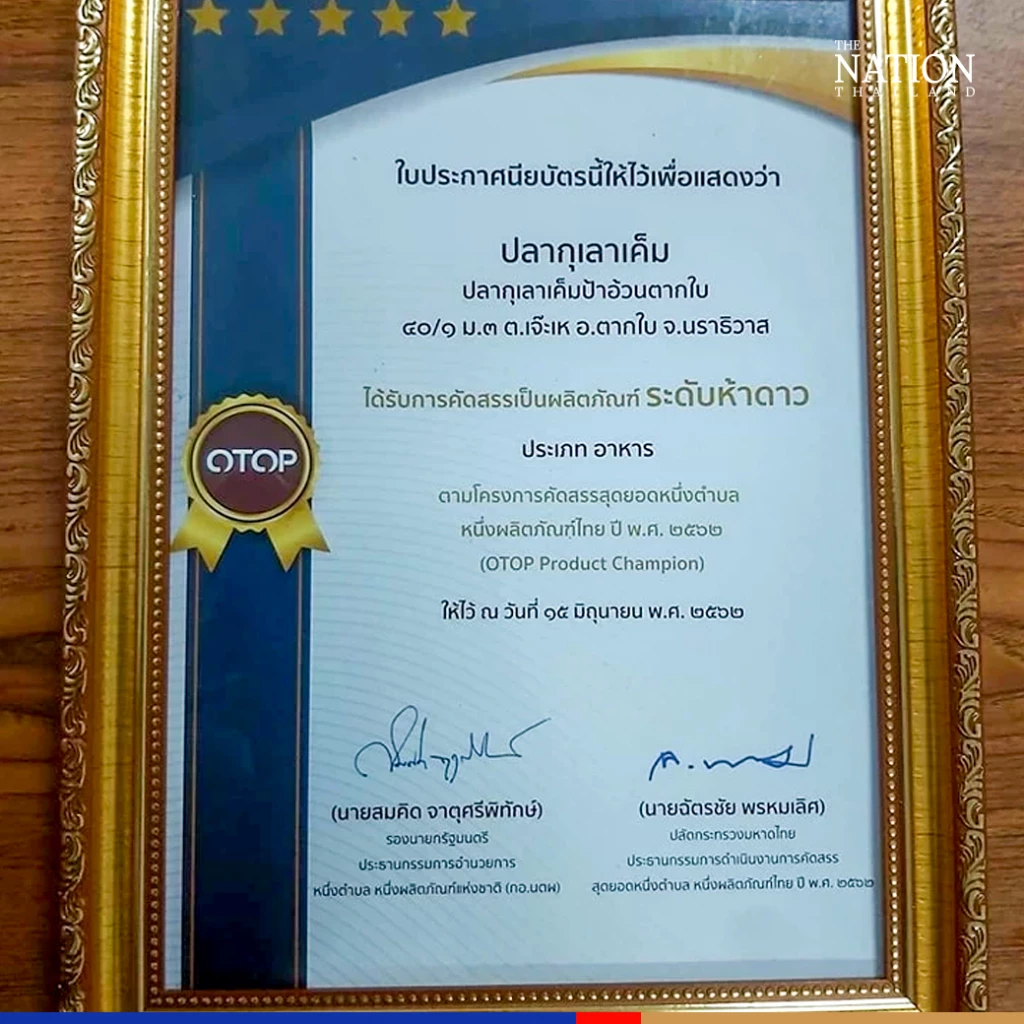 THE
NATION
THAILAND
ใบประกาศนียบัตรนี้ให้ไว้เพื่อแสดงว่า
ปลากุเลาเค็ม
ปลากุเลาเค็มป้าอ้วนตากใบ
๔๐/๑ ม.๓ ต.เจ๊ะเห อ.ตากใบ จ.นราธิวาส
ได้รับการคัดสรรเป็นผลิตภัณฑ์ ระดับห้าดาว
OTOP
ประเภท อาหาร
ตามโครงการคัดสรรสุดยอดหนึ่งตำบล
หนึ่งผลิตภัณฑ์ไทย ปี พ.ศ. ๒๕๖๒
(OTOP Product Champion)
ให้ไว้ ณ วันที่ ๑๕ มิถุนายน พ.ศ. ๒๕๖๒
(นายสมคิด จาตุศรีพิทักษ์)
รองนายกรัฐมนตรี
ประธานกรรมการอำนวยการ
หนึ่งตำบล หนึ่งผลิตภัณฑ์แห่งชาติ (กอ.นตผ)
(นายฉัตรชัย พรหมเลิศ)
ปลัดกระทรวงมหาดไทย
ประธานกรรมการดำเนินงานการคัดสรร
สุดยอดหนึ่งตำบล หนึ่งผลิตภัณฑ์ไทย ปี พ.ศ. ๒๕๖๒